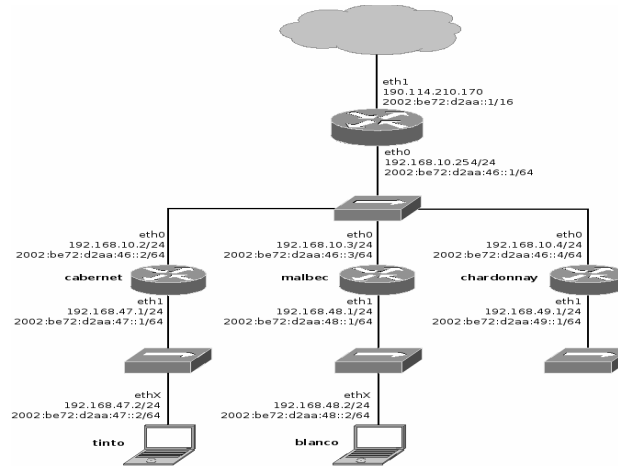 eth1
190.114.210.170
2002:be72:d2aa::1/16
eth0
192.168.10.254/24
2002:be72:d2aa:46::1/64
eth0
192.168.10.2/24
2002:be72:d2aa:46::2/64
cabernet
eth1
192.168.47.1/24
2002:be72:d2aa:47::1/64
eth0
192.168.10.3/24
2002:be72:d2aa:46::3/64
malbec
eth1
192.168.48.1/24
2002:be72:d2aa:48::1/64
eth0
192.168.10.4/24
2002:be72:d2aa:46::4/64
chardonnay
eth1
192.168.49.1/24
2002:be72:d2aa:49::1/64
ethX
192.168.47.2/24
2002:be72:d2aa:47::2/64
tinto
ethX
192.168.48.2/24
2002:be72:d2aa:48::2/64
blanco